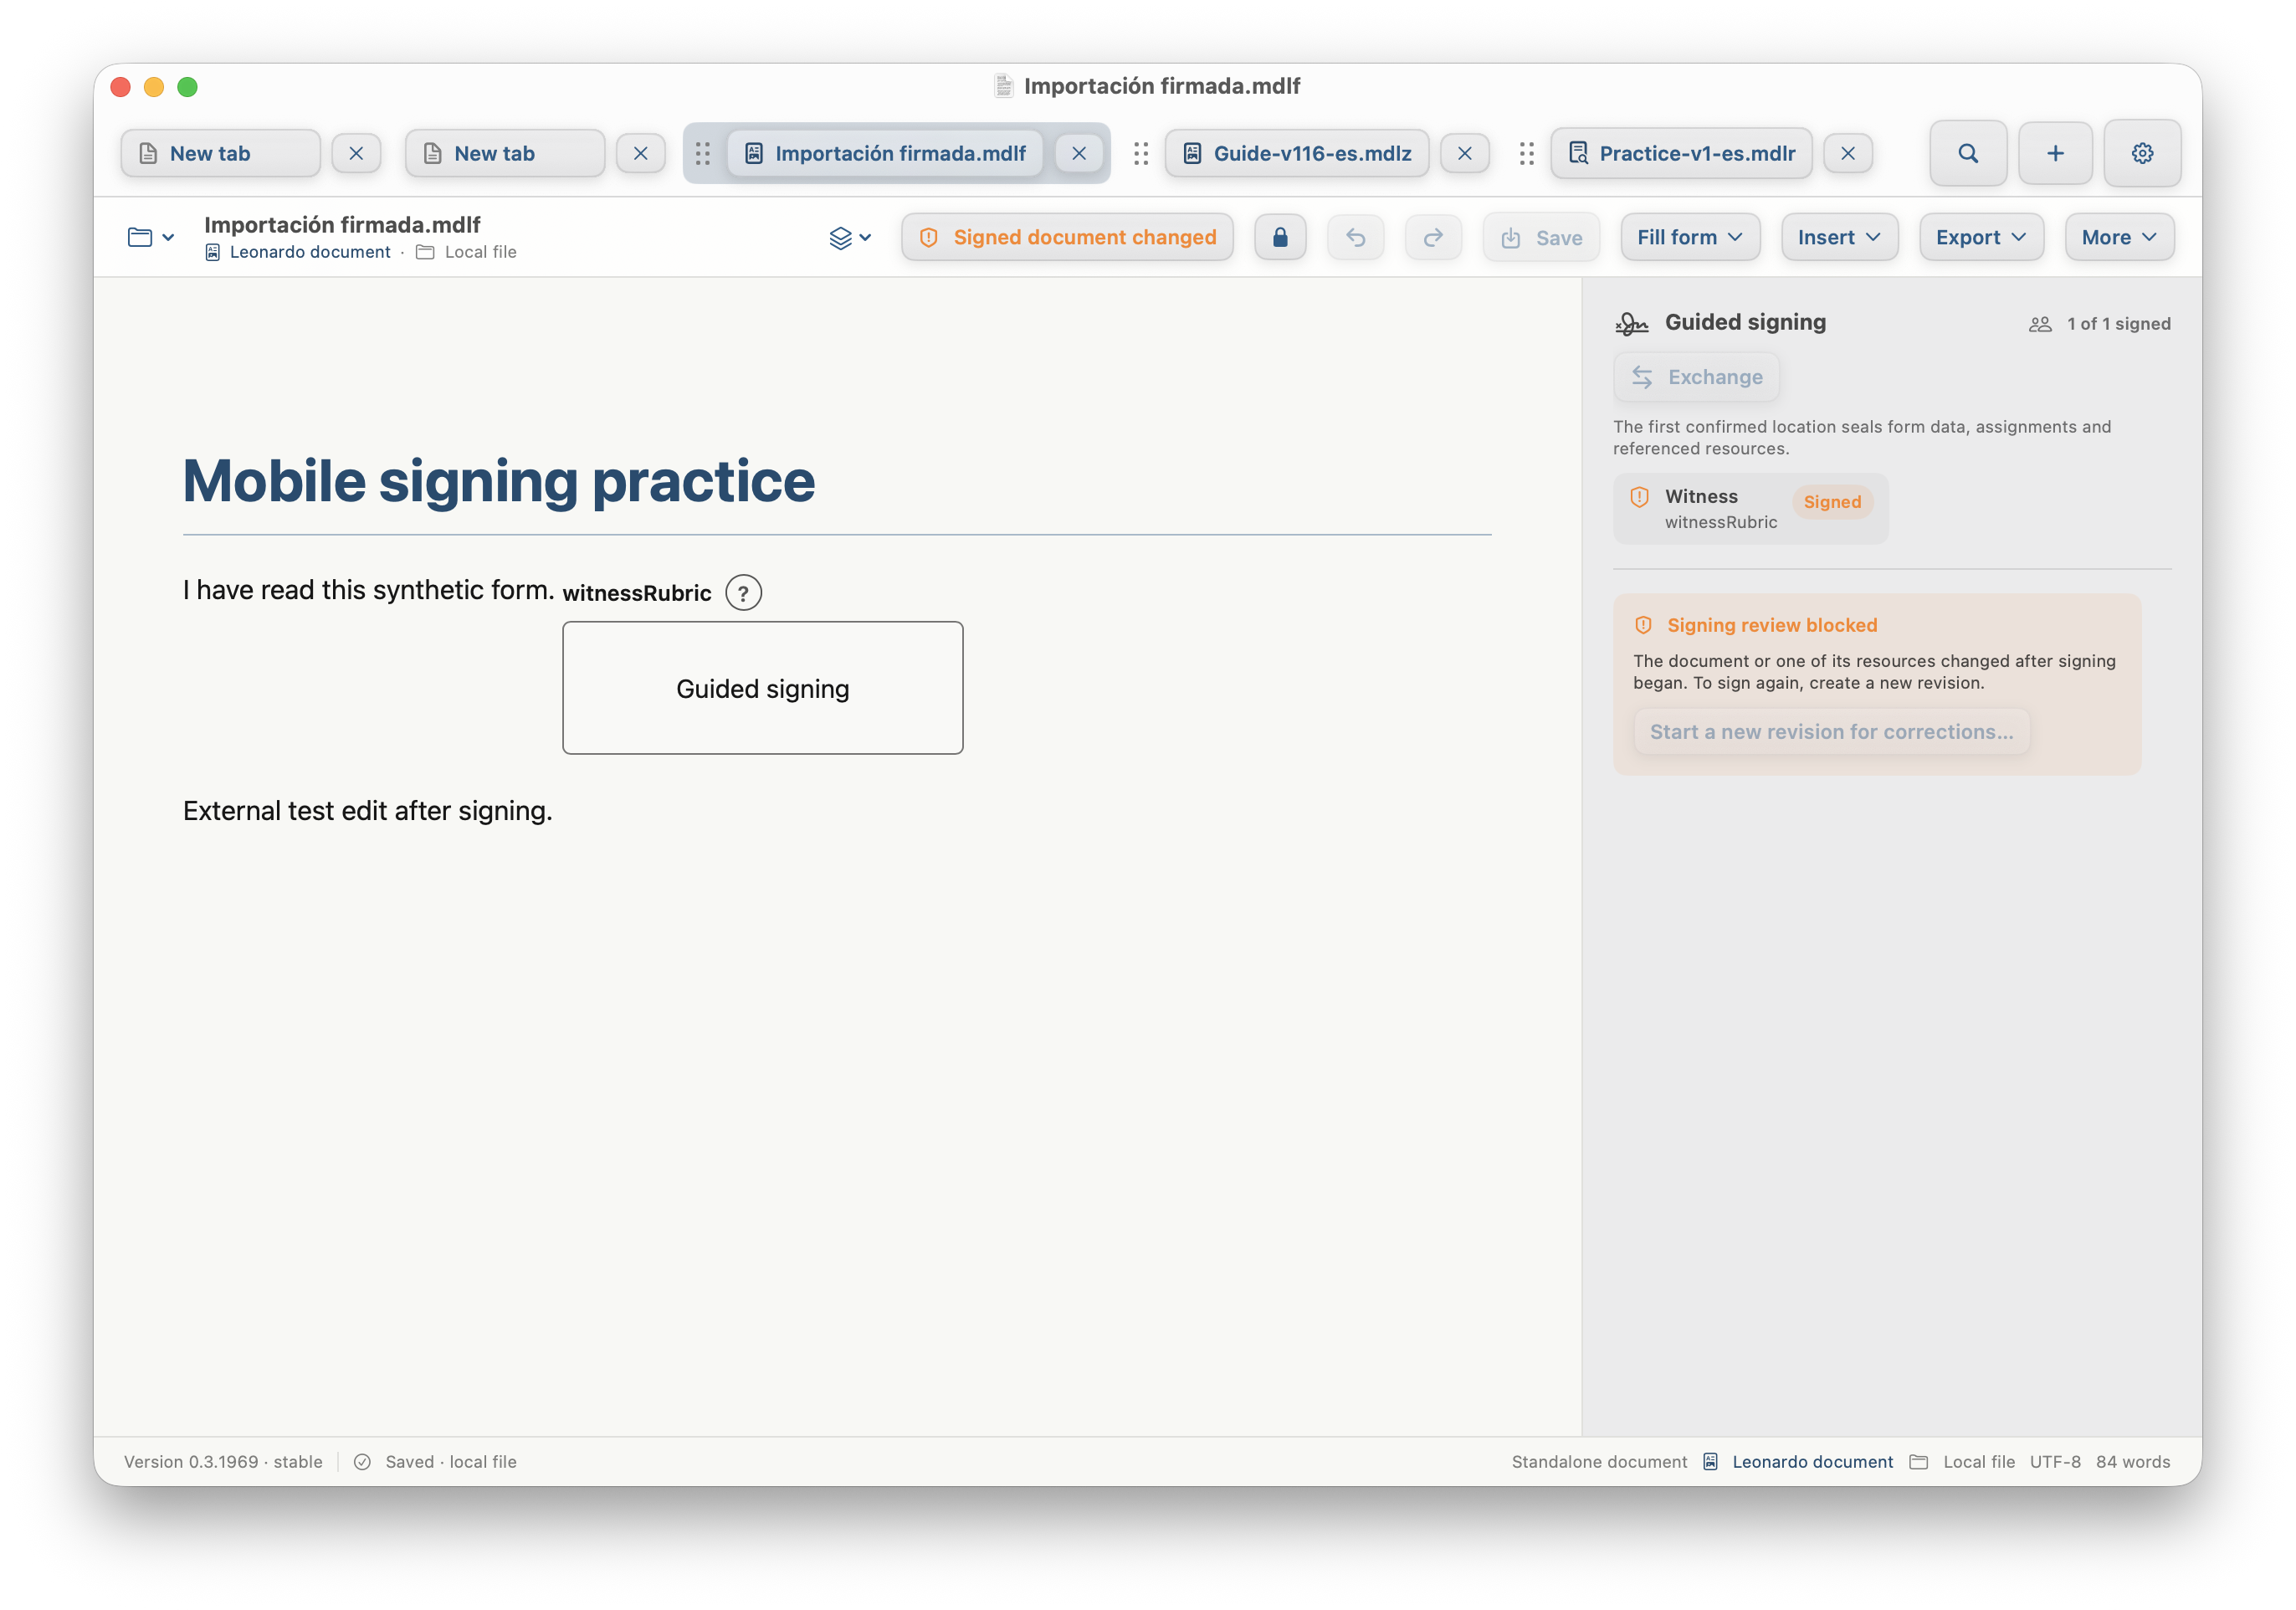 Importación firmada.mdlf
New tab
New tab
Importación firmada.mdlf
Guide-v116-es.mdlz
Practice-v1-es.mdlr
Importación firmada.mdlf
Leonardo document · Local file
Signed document changed
Save
Fill form
Insert
Export
More
Mobile signing practice
I have read this synthetic form. witnessRubric ?
Guided signing
External test edit after signing.
Guided signing
1 of 1 signed
Exchange
The first confirmed location seals form data, assignments and
referenced resources.
Witness
witnessRubric
Signed
Signing review blocked
The document or one of its resources changed after signing
began. To sign again, create a new revision.
Start a new revision for corrections...
Version 0.3.1969 · stable
Saved · local file
Standalone document
Leonardo document
Local file
UTF-8
84 words